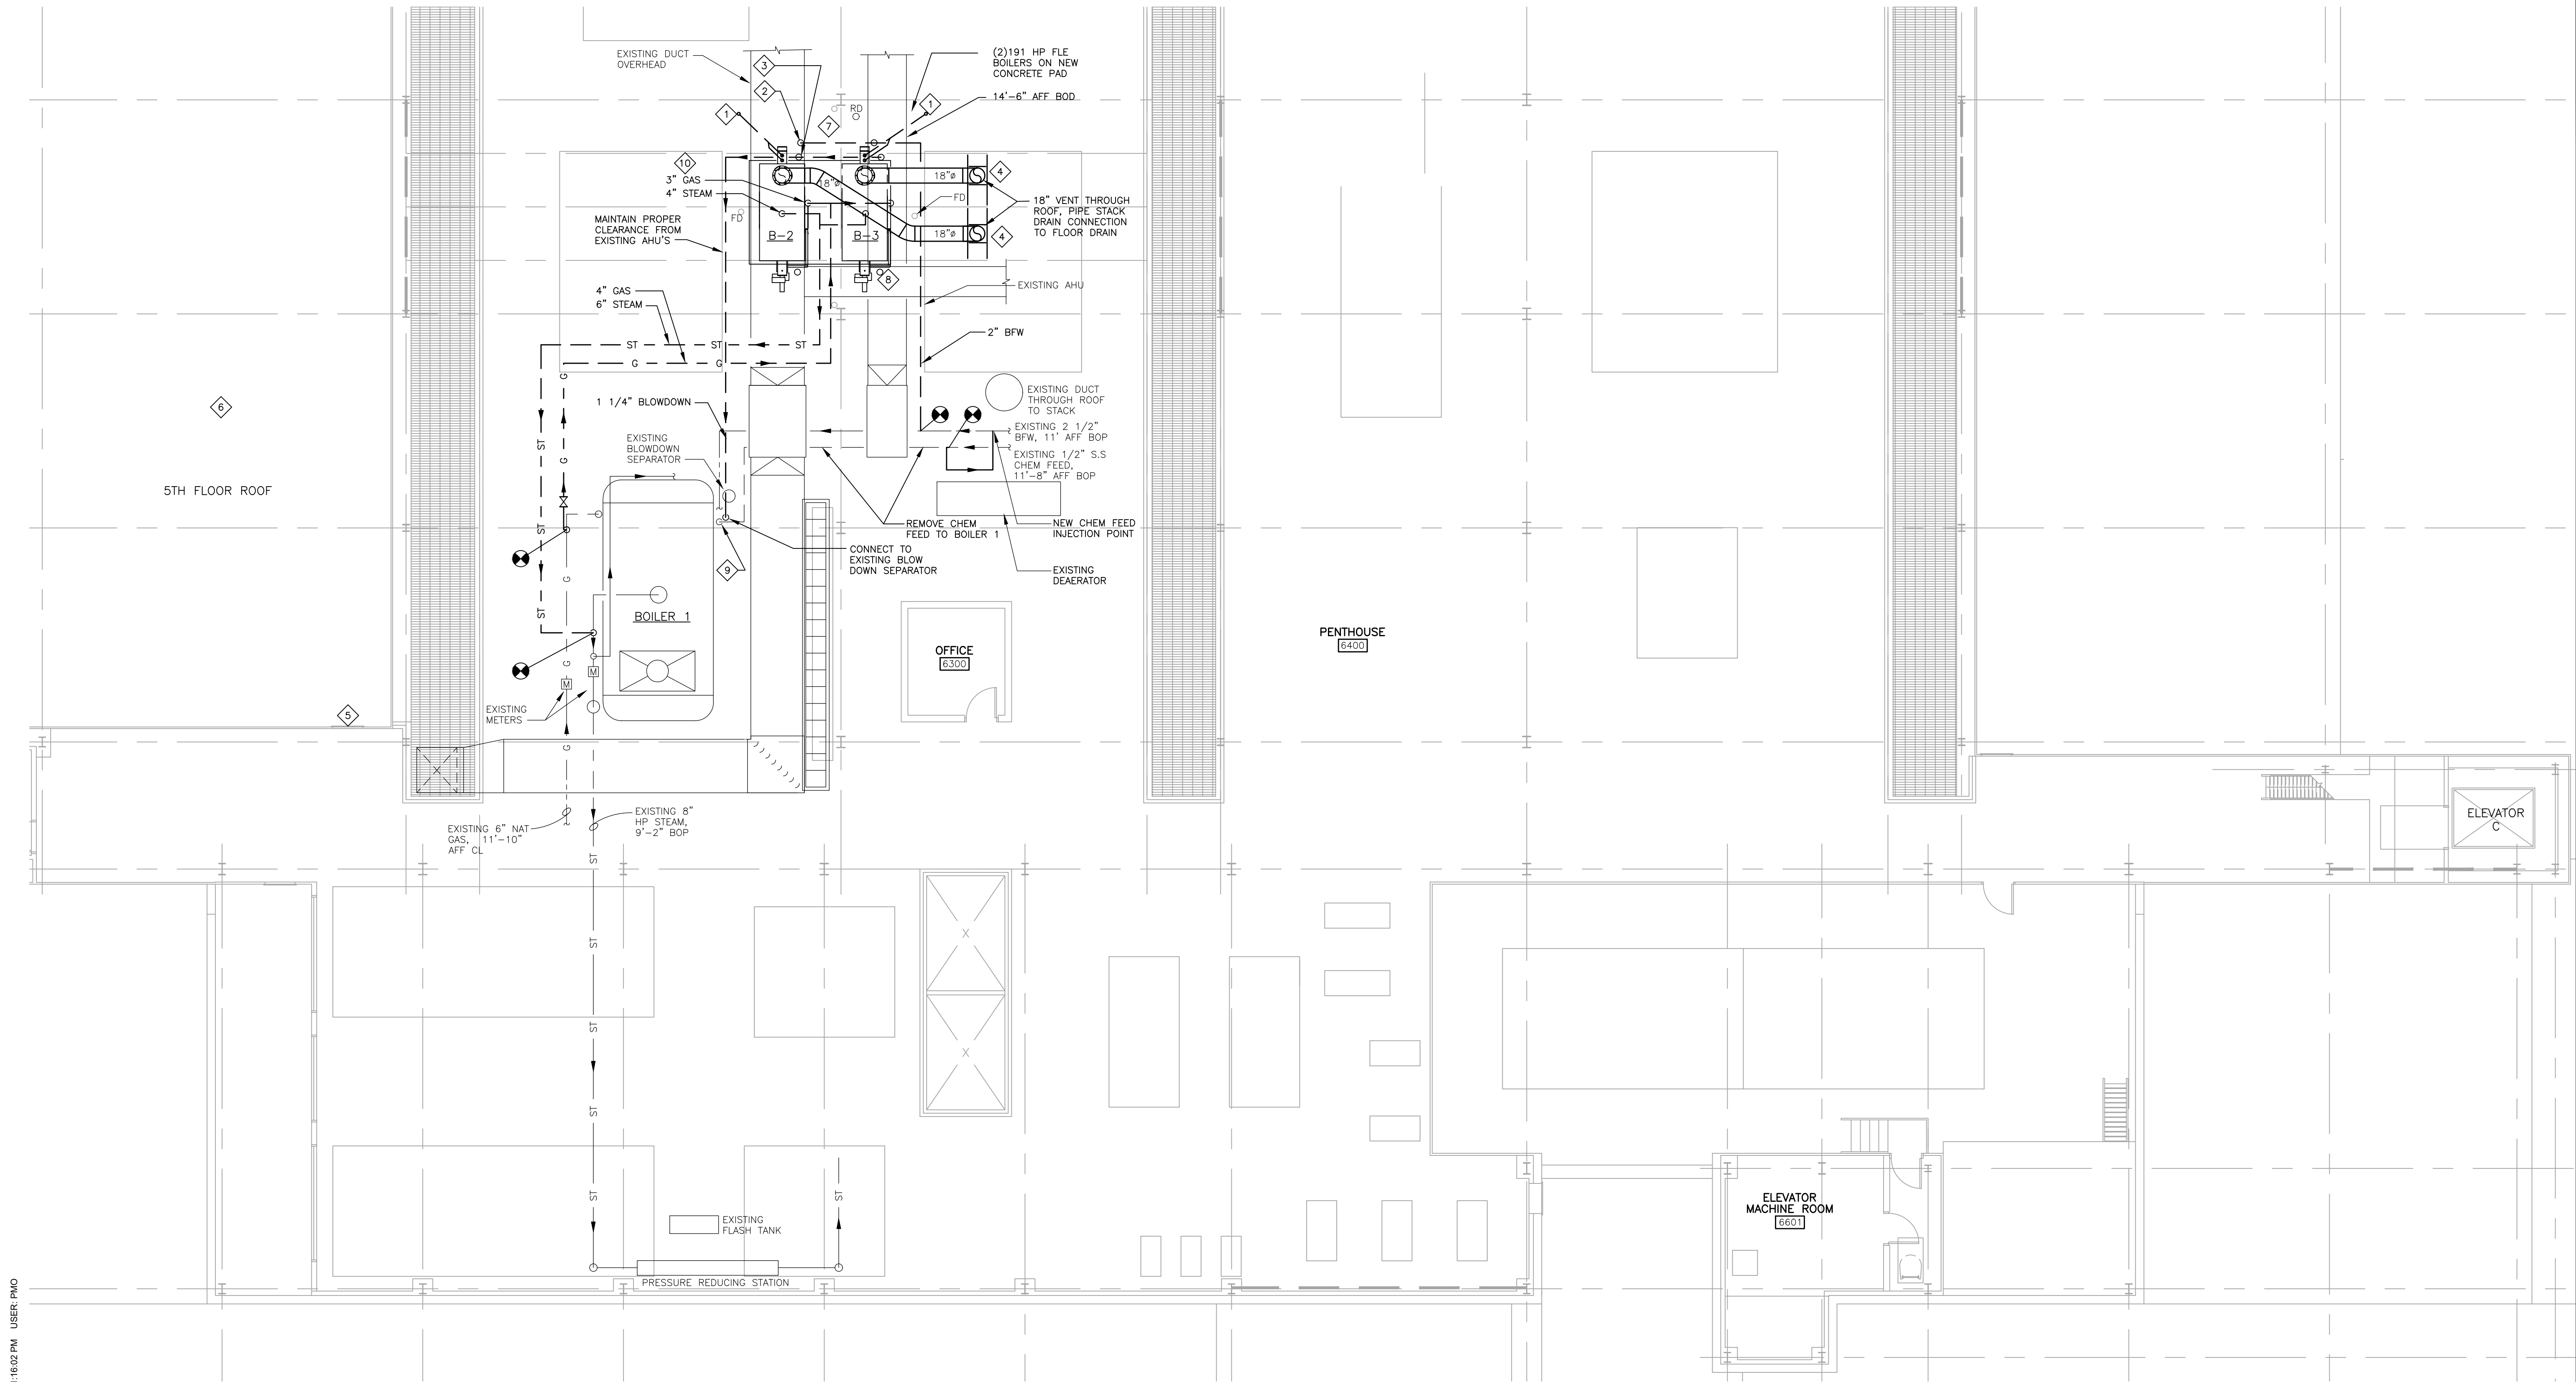 EXISTING DUCT
OVERHEAD
3
2
(2)191 HP FLE
BOILERS ON NEW
CONCRETE PAD
14'-6" AFF BOD
1
1
RD
7
10
3" GAS
4" STEAM
FD
18"ø
18"ø
18"ø
FD
4
4
18" VENT THROUGH
ROOF, PIPE STACK
DRAIN CONNECTION
TO FLOOR DRAIN
MAINTAIN PROPER
CLEARANCE FROM
EXISTING AHU'S
B-2
B-3
8
EXISTING AHU
4" GAS
6" STEAM
2" BFW
ST
ST
ST
G
G
G
G
ST
ST
ST
6
5TH FLOOR ROOF
1 1/4" BLOWDOWN
EXISTING
BLOWDOWN
SEPARATOR
EXISTING DUCT
THROUGH ROOF
TO STACK
EXISTING 2 1/2"
BFW, 11' AFF BOP
EXISTING 1/2" S.S
CHEM FEED,
11'-8" AFF BOP
REMOVE CHEM
FEED TO BOILER 1
NEW CHEM FEED
INJECTION POINT
CONNECT TO
EXISTING BLOW
DOWN SEPARATOR
EXISTING
DEAERATOR
9
G
G
G
BOILER 1
M
M
EXISTING
METERS
5
OFFICE
6300
PENTHOUSE
6400
EXISTING 6" NAT
GAS, 11'-10"
AFF CL
EXISTING 8"
HP STEAM,
9'-2" BOP
ELEVATOR
C
ST
ST
ST
ST
ST
ST
EXISTING
FLASH TANK
PRESSURE REDUCING STATION
ELEVATOR
MACHINE ROOM
6601
:16:02 PM USER: PMO